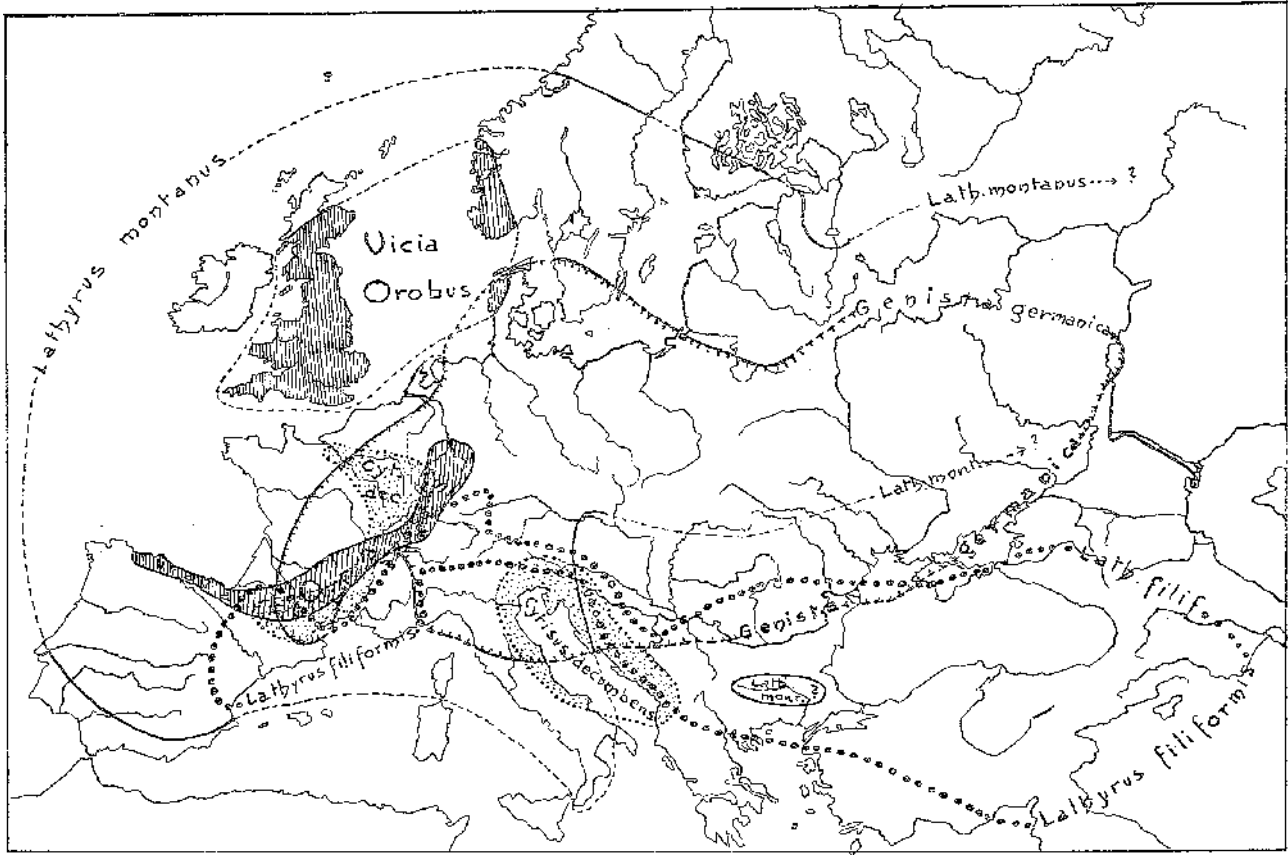 Lathyrus montanus
Lath. montanus ...→ ?
Vicia
Orobus
Genista germanica
Cyt.
dec.
Lath. mont. →?
Genista germanica
Lath. filif.
Lathyrus filiformis
Cytisus decumbens
Lath.
mont. ?
Lathyrus filiformis